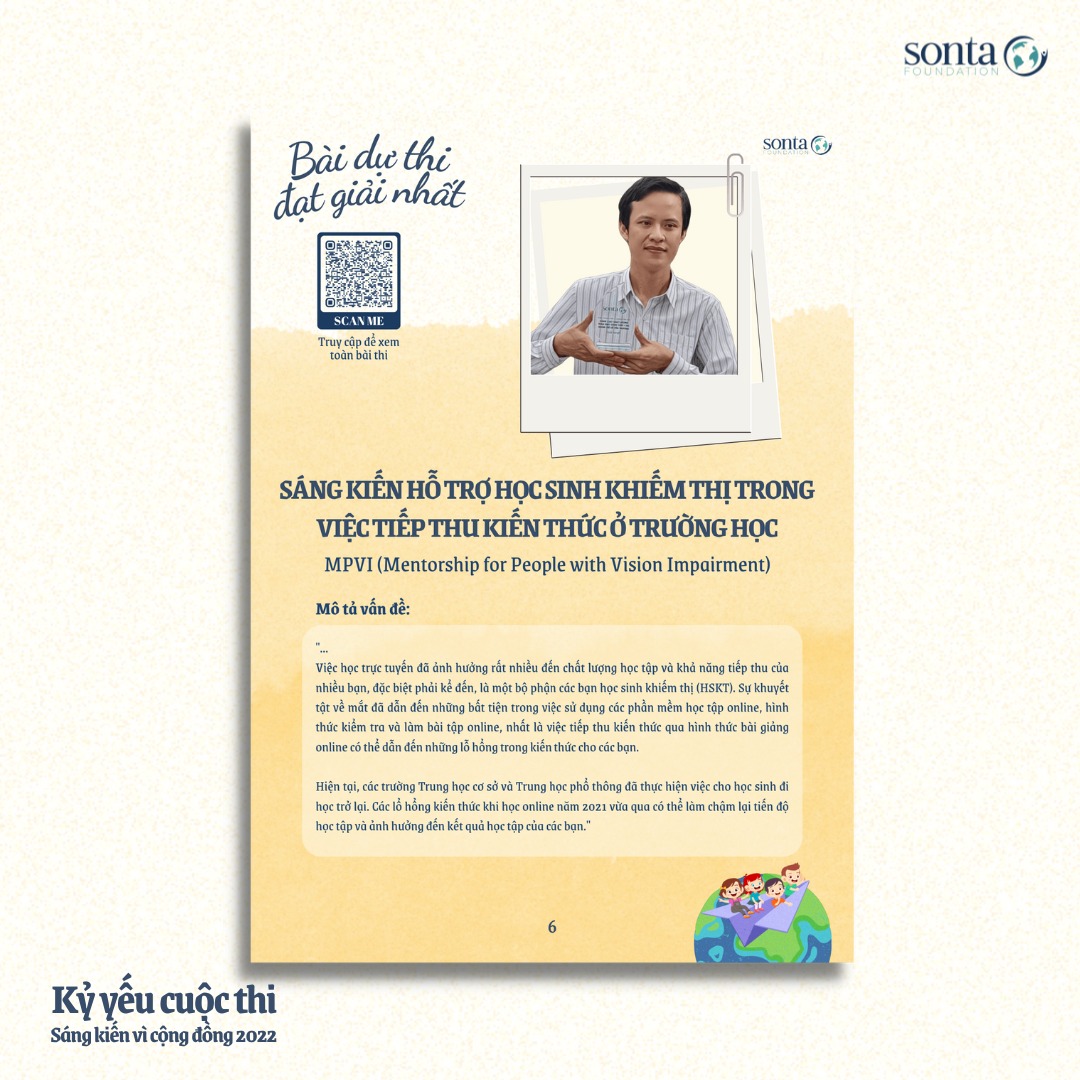 sonta
FOUNDATION
Bài dự thi
đạt giải nhất
sonta
FOUNDATION
SCAN ME
Truy cập để xem
toàn bài thi
SÁNG KIẾN HỖ TRỢ HỌC SINH KHIẾM THỊ TRONG
VIỆC TIẾP THU KIẾN THỨC Ở TRƯỜNG HỌC
MPVI (Mentorship for People with Vision Impairment)
Mô tả vấn đề:
"...
Việc học trực tuyến đã ảnh hưởng rất nhiều đến chất lượng học tập và khả năng tiếp thu của
nhiều bạn, đặc biệt phải kể đến, là một bộ phận các bạn học sinh khiếm thị (HSKT). Sự khuyết
tật về mắt đã dẫn đến những bất tiện trong việc sử dụng các phần mềm học tập online, hình
thức kiểm tra và làm bài tập online, nhất là việc tiếp thu kiến thức qua hình thức bài giảng
online có thể dẫn đến những lỗ hổng trong kiến thức cho các bạn.
Hiện tại, các trường Trung học cơ sở và Trung học phổ thông đã thực hiện việc cho học sinh đi
học trở lại. Các lổ hổng kiến thức khi học online năm 2021 vừa qua có thể làm chậm lại tiến độ
học tập và ảnh hưởng đến kết quả học tập của các bạn."
6
Kỷ yếu cuộc thi
Sáng kiến vì cộng đồng 2022